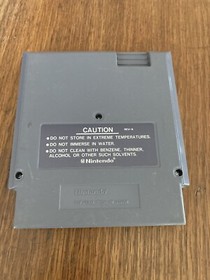 CAUTION
● DO NOT STORE IN EXTREME TEMPERATURES.
● DO NOT IMMERSE IN WATER.
● DO NOT CLEAN WITH BENZENE, THINNER,
ALCOHOL OR OTHER SUCH SOLVENTS.
Nintendo